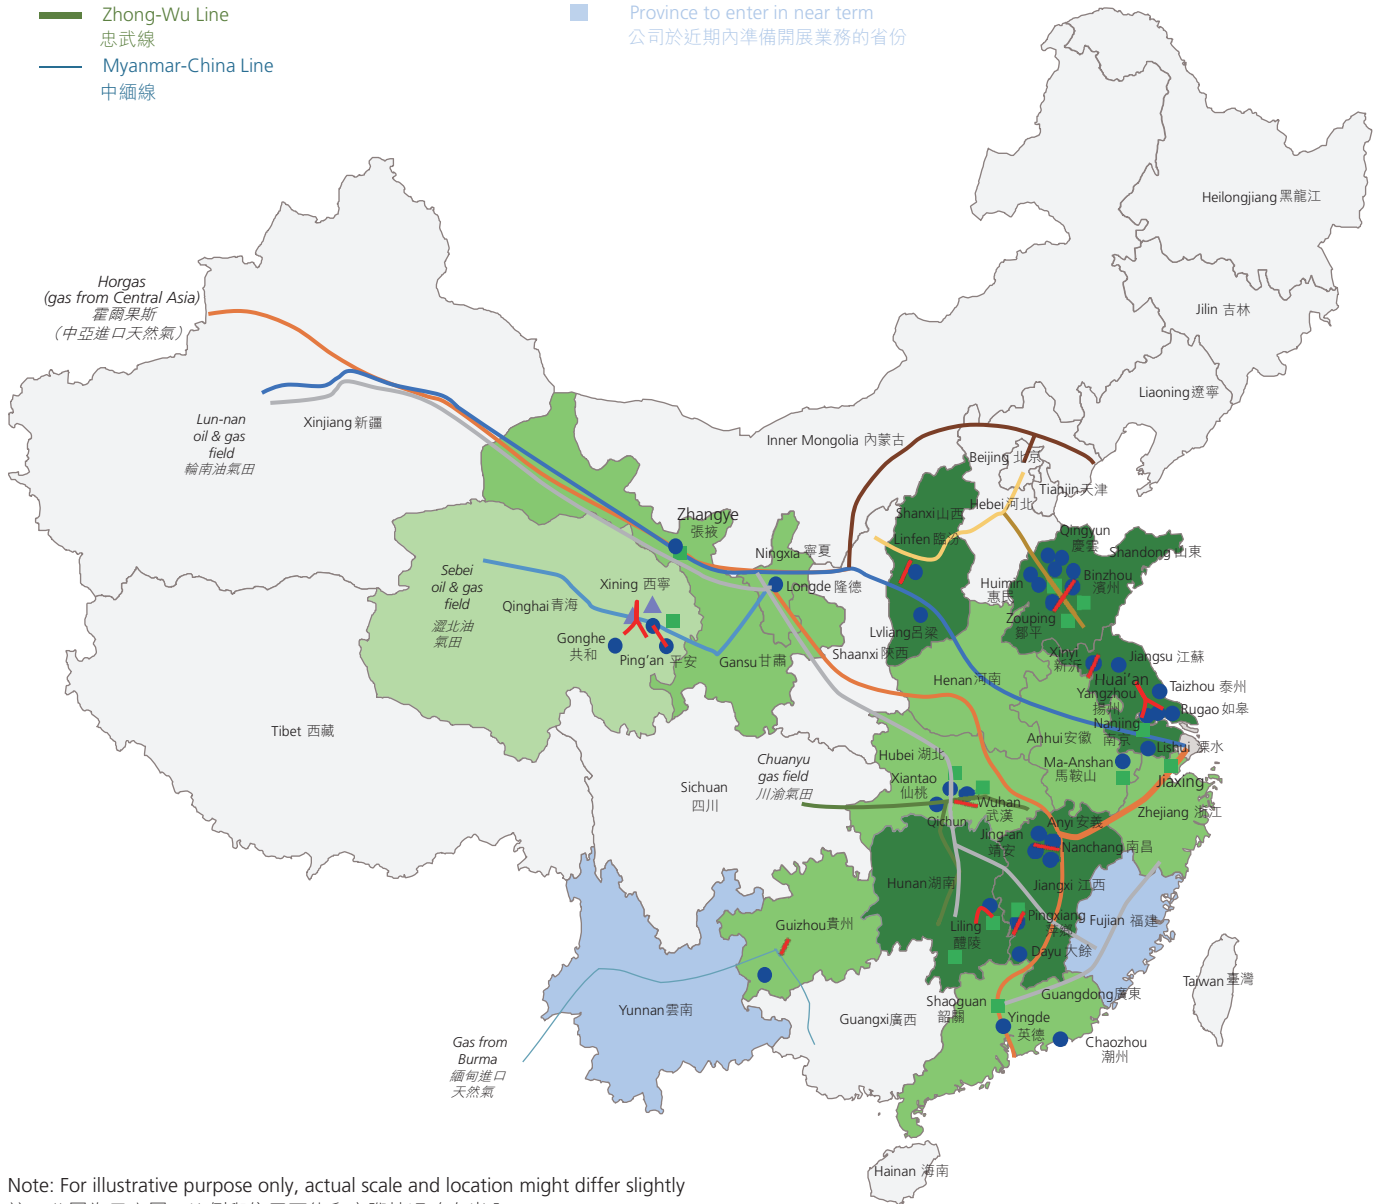 Zhong-Wu Line
忠武線
Myanmar-China Line
中緬線
Province to enter in near term
公司於近期內準備開展業務的省份
Heilongjiang 黑龍江
Jilin 吉林
Liaoning 遼寧
Horgas
(gas from Central Asia)
霍爾果斯
（中亞進口天然氣）
Lun-nan
oil & gas
field
輪南油氣田
Xinjiang 新疆
Inner Mongolia 內蒙古
Beijing 北京
Tianjin 天津
Hebei 河北
Shanxi 山西
Linfen 臨汾
Zhangye
張掖
Ningxia 寧夏
Longde 隆德
Qingyun
慶雲
Shandong 山東
Huimin
惠民
Binzhou
濱州
Zouping
鄒平
Sebei
oil & gas
field
澀北油
氣田
Xining 西寧
Qinghai 青海
Gonghe
共和
Ping'an 平安
Gansu 甘肅
Shaanxi 陝西
Lvliang 呂梁
Henan 河南
Xinyi
新沂
Jiangsu 江蘇
Huai'an
Yangzhou
揚州
Taizhou 泰州
Rugao 如皋
Nanjing
南京
Anhui 安徽
Lishui 溧水
Ma-Anshan
馬鞍山
Jiaxing
Zhejiang 浙江
Tibet 西藏
Sichuan
四川
Chuanyu
gas field
川渝氣田
Hubei 湖北
Xiantao
仙桃
Wuhan
武漢
Qichun
Jing-an
靖安
Anyi 安義
Nanchang 南昌
Hunan 湖南
Jiangxi 江西
Liling
醴陵
Pingxiang
萍鄉
Fujian 福建
Dayu 大餘
Guizhou 貴州
Yunnan 雲南
Guangxi 廣西
Shaoguan
韶關
Guangdong 廣東
Yingde
英德
Chaozhou
潮州
Taiwan 臺灣
Gas from
Burma
緬甸進口
天然氣
Hainan 海南
Note: For illustrative purpose only, actual scale and location might differ slightly